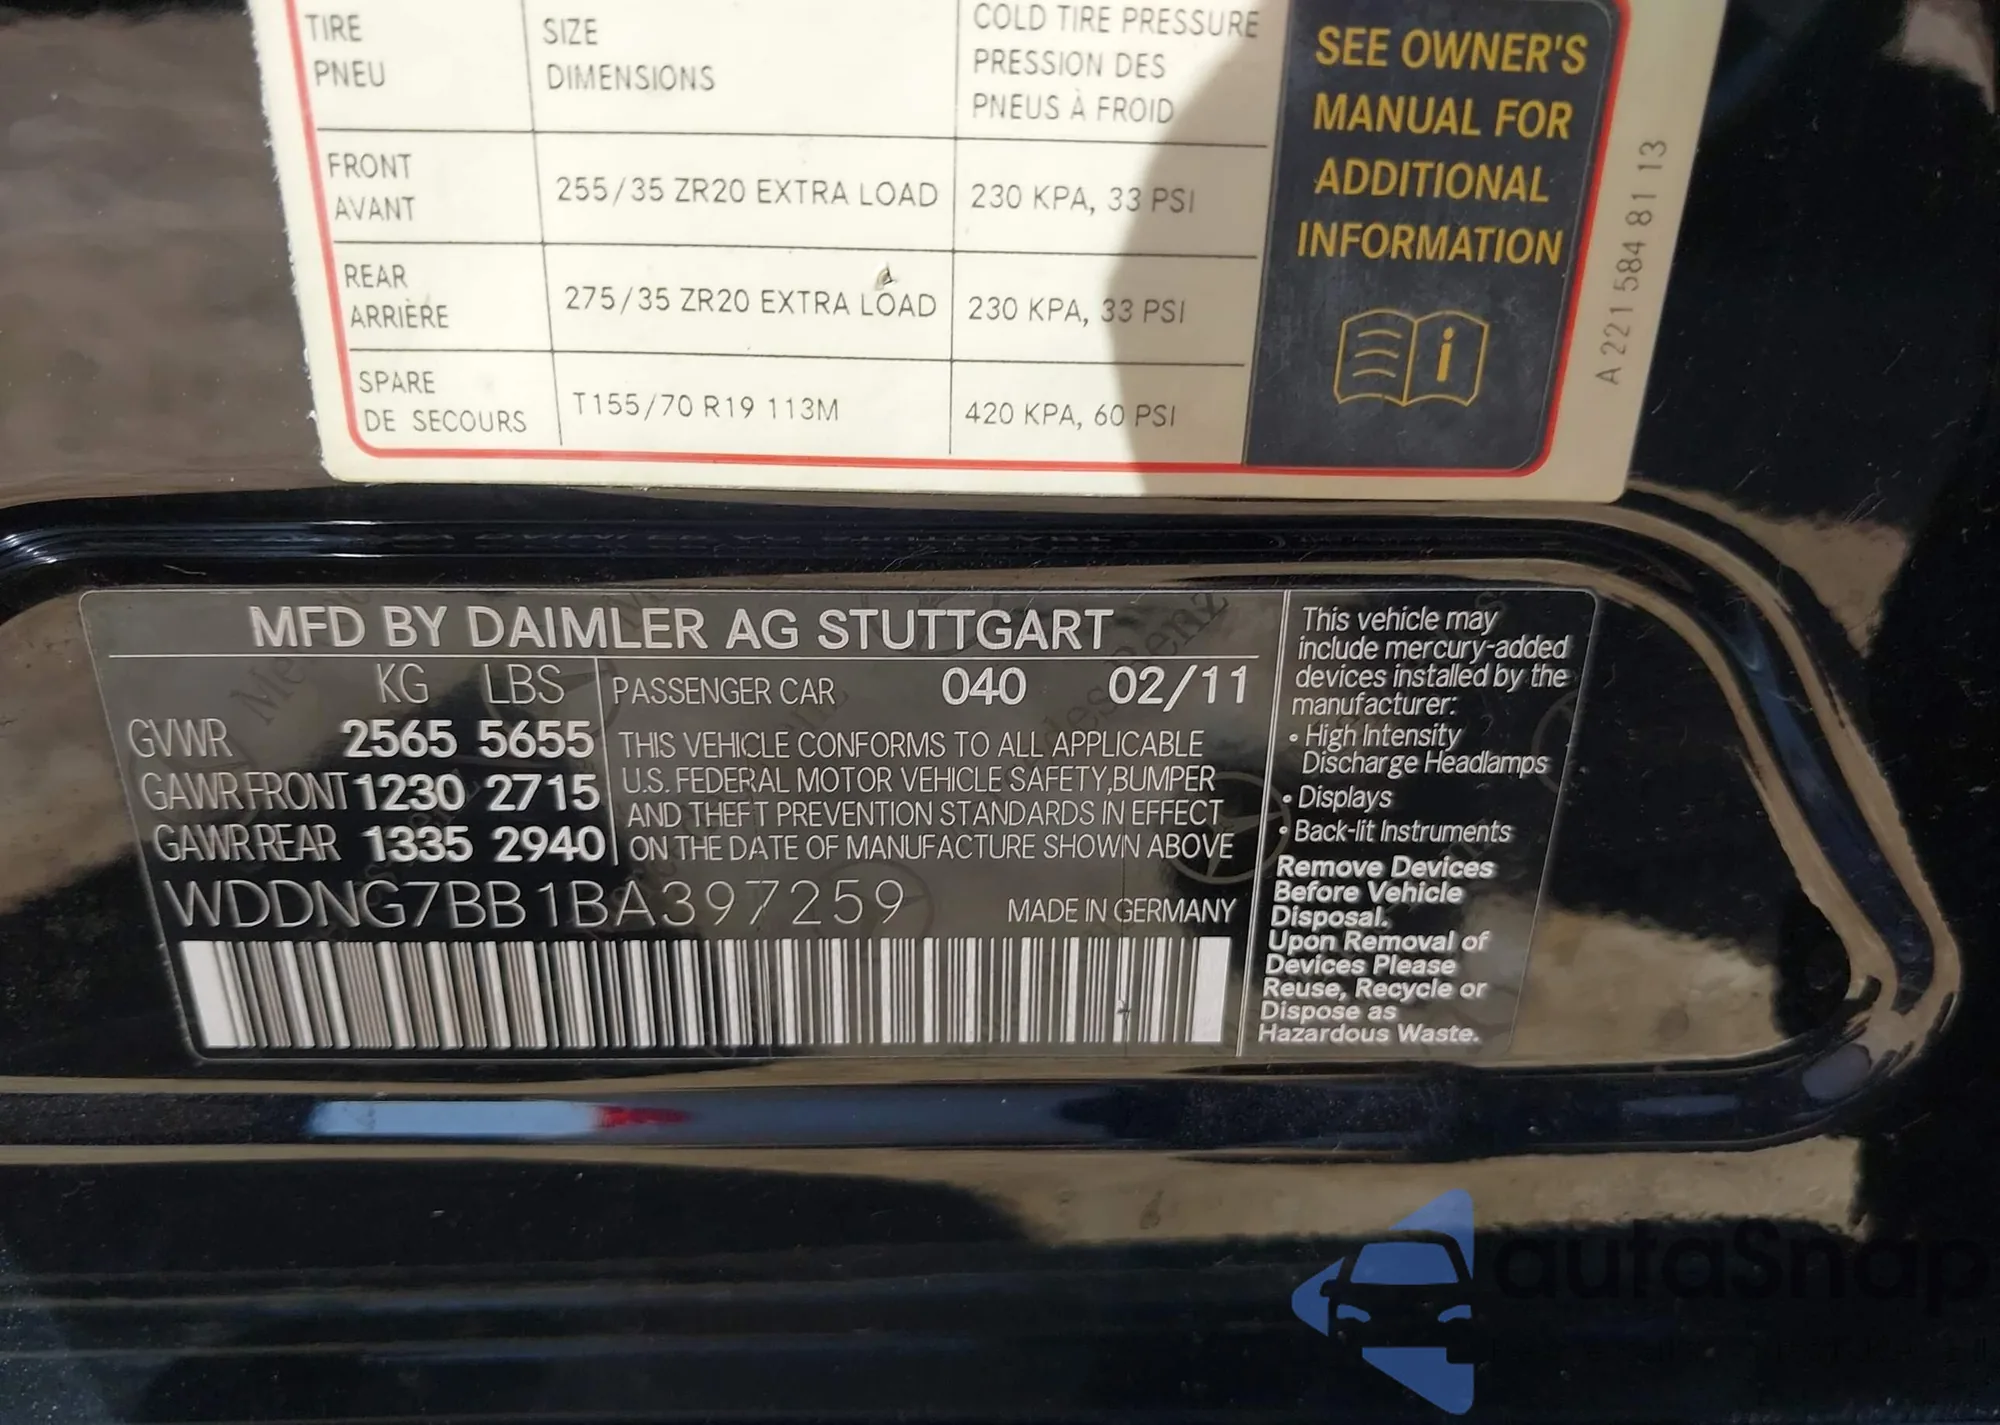 TIRE SIZE COLD TIRE PRESSURE
PNEU DIMENSIONS PRESSION DES
PNEUS À FROID
FRONT
AVANT 255/35 ZR20 EXTRA LOAD 230 KPA, 33 PSI
REAR
ARRIÈRE 275/35 ZR20 EXTRA LOAD 230 KPA, 33 PSI
SPARE
DE SECOURS T155/70 R19 113M 420 KPA, 60 PSI
SEE OWNER'S
MANUAL FOR
ADDITIONAL
INFORMATION
A 221 584 81 13
MFD BY DAIMLER AG STUTTGART
KG LBS
GVWR 2565 5655
GAWR FRONT 1230 2715
GAWR REAR 1335 2940
PASSENGER CAR 040 02/11
THIS VEHICLE CONFORMS TO ALL APPLICABLE
U.S. FEDERAL MOTOR VEHICLE SAFETY,BUMPER
AND THEFT PREVENTION STANDARDS IN EFFECT
ON THE DATE OF MANUFACTURE SHOWN ABOVE
WDDNG7BB1BA397259
MADE IN GERMANY
This vehicle may
include mercury-added
devices installed by the
manufacturer:
• High Intensity
Discharge Headlamps
• Displays
• Back-lit Instruments
Remove Devices
Before Vehicle
Disposal.
Upon Removal of
Devices Please
Reuse, Recycle or
Dispose as
Hazardous Waste.
autaSnap